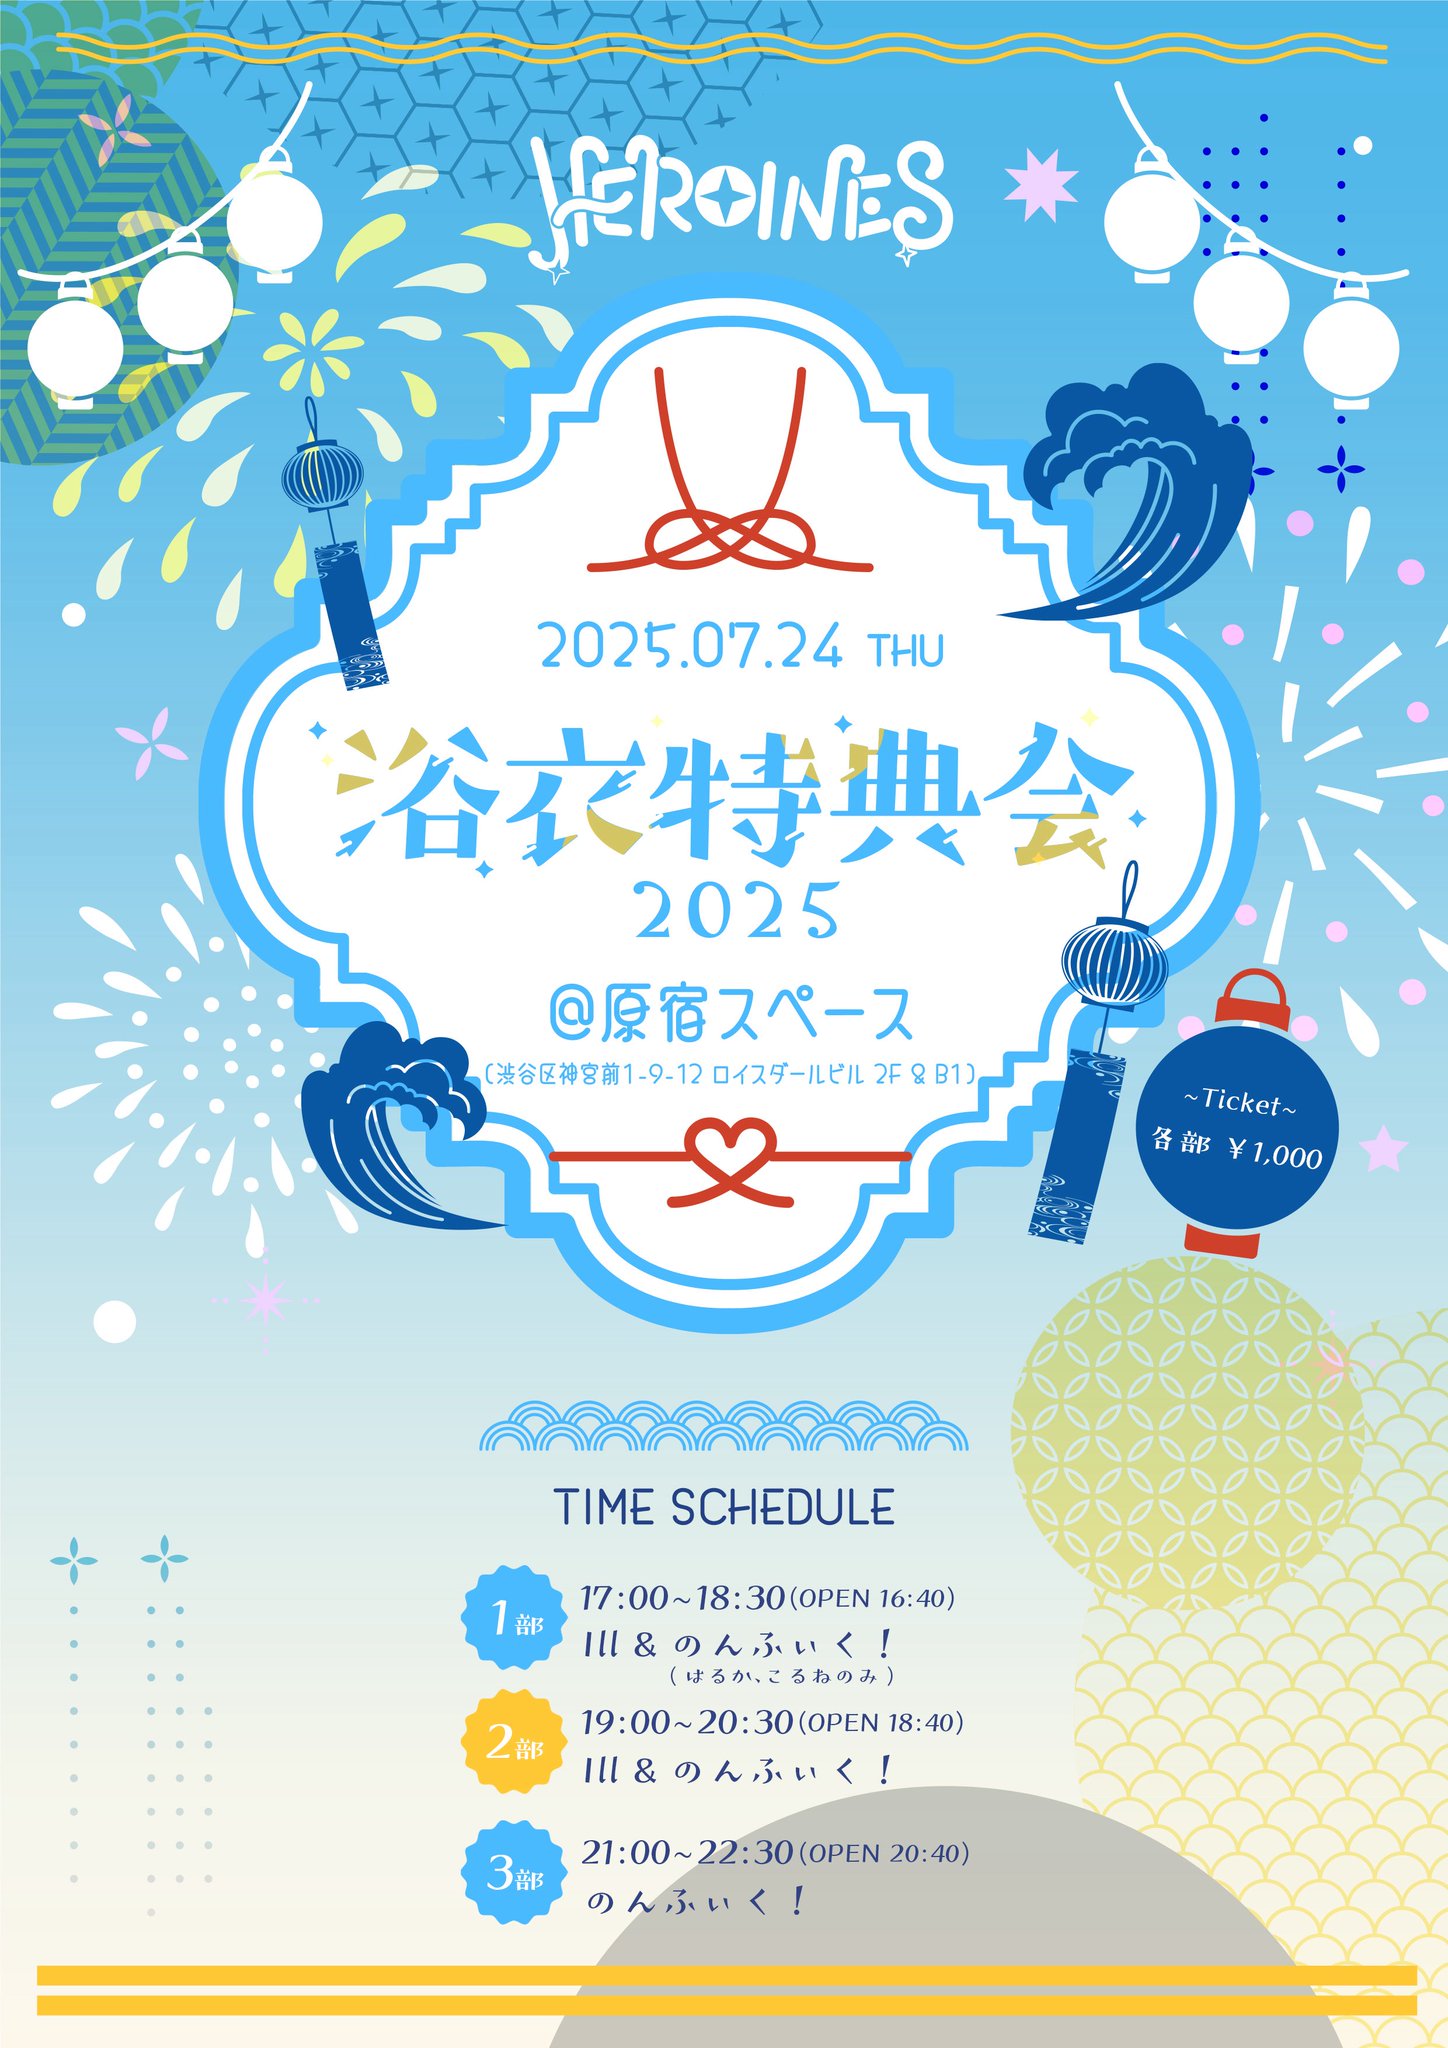 HEROINES
2025.07.24 THU
浴衣特典会
2025
@原宿スペース
(渋谷区神宮前1-9-12 ロイスダールビル 2F & B1)
~Ticket~
各部 ¥1,000
TIME SCHEDULE
1部
17:00~18:30(OPEN 16:40)
Ill & のんふぃく！
(はるか、こるねのみ)
2部
19:00~20:30(OPEN 18:40)
Ill & のんふぃく！
3部
21:00~22:30(OPEN 20:40)
のんふぃく！